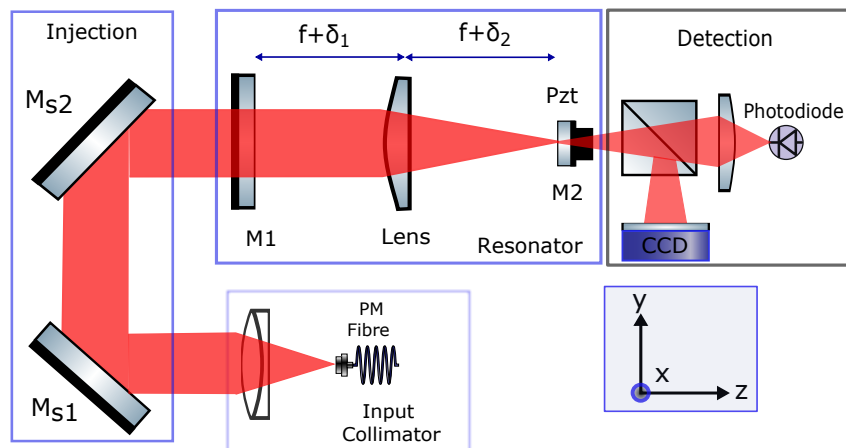 Injection
f+δ1
f+δ2
Detection
Ms2
Pzt
Photodiode
M1
Lens
M2
Resonator
CCD
PM
Fibre
Ms1
Input
Collimator
y
x
z